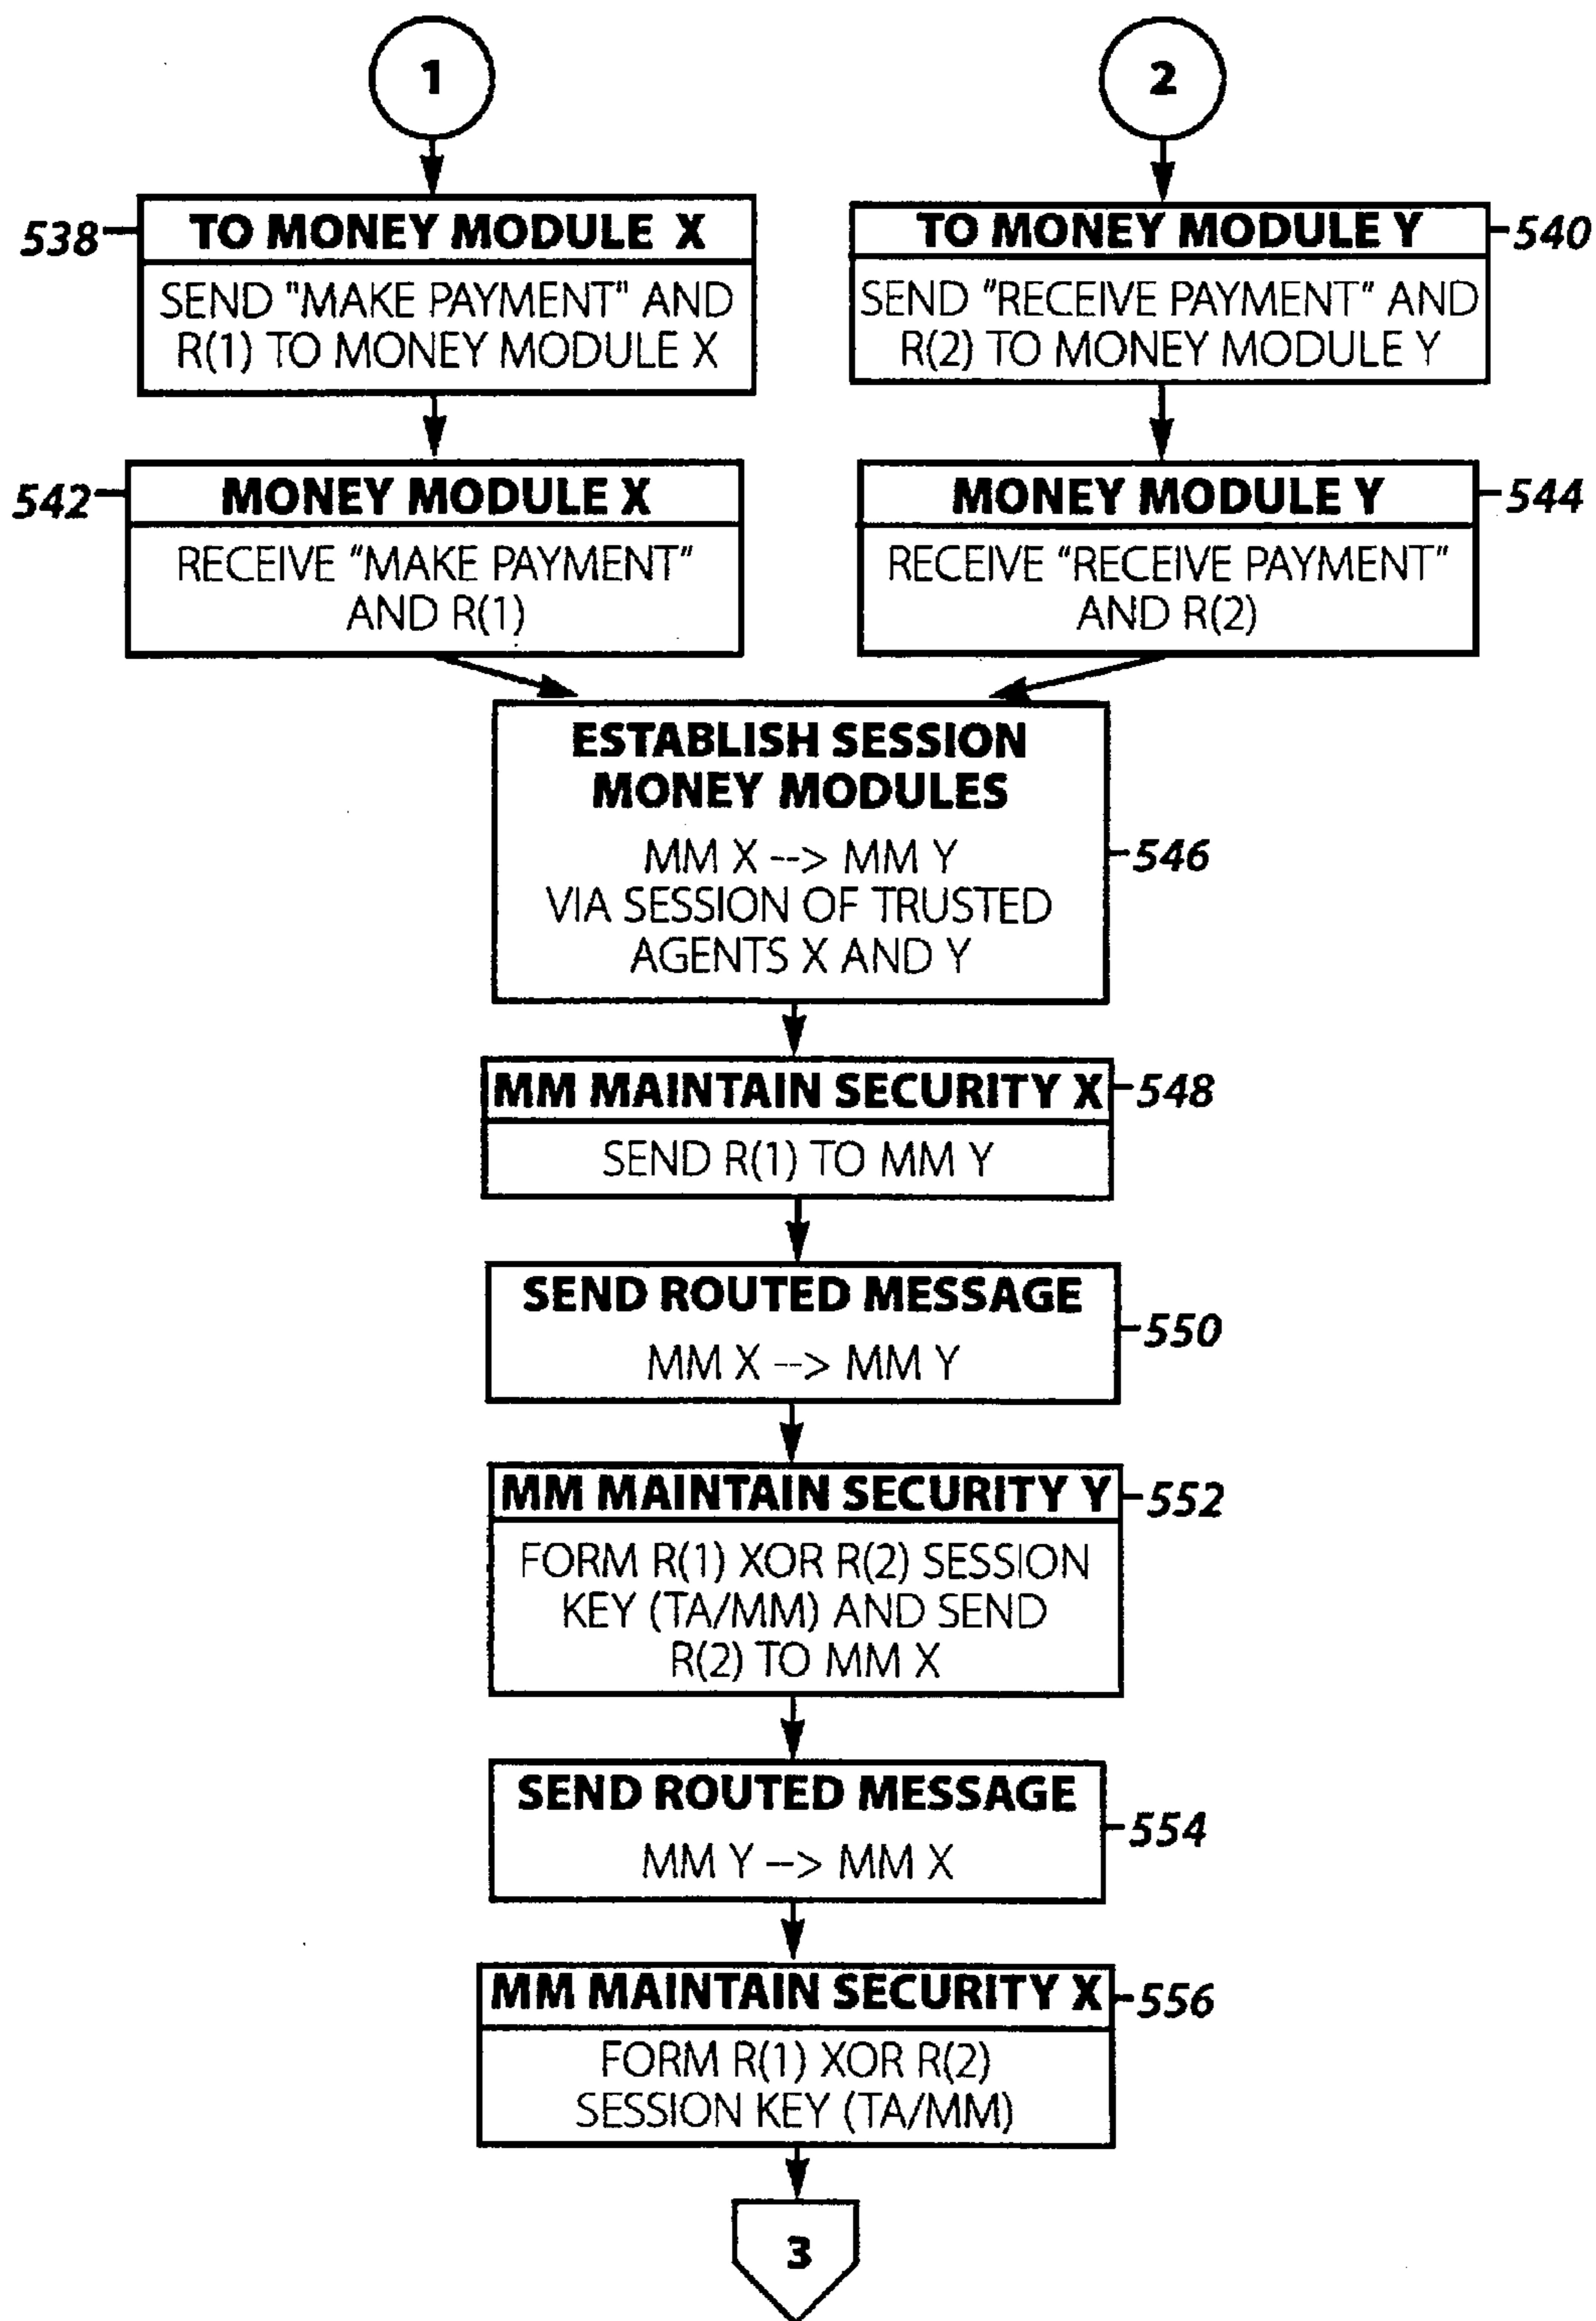 1
2
538
TO MONEY MODULE X
SEND "MAKE PAYMENT" AND
R(1) TO MONEY MODULE X
TO MONEY MODULE Y
540
SEND "RECEIVE PAYMENT" AND
R(2) TO MONEY MODULE Y
542
MONEY MODULE X
RECEIVE "MAKE PAYMENT"
AND R(1)
MONEY MODULE Y
544
RECEIVE "RECEIVE PAYMENT"
AND R(2)
ESTABLISH SESSION
MONEY MODULES
MM X --> MM Y
VIA SESSION OF TRUSTED
AGENTS X AND Y
546
MM MAINTAIN SECURITY X
548
SEND R(1) TO MM Y
SEND ROUTED MESSAGE
MM X --> MM Y
550
MM MAINTAIN SECURITY Y
552
FORM R(1) XOR R(2) SESSION
KEY (TA/MM) AND SEND
R(2) TO MM X
SEND ROUTED MESSAGE
MM Y --> MM X
554
MM MAINTAIN SECURITY X
556
FORM R(1) XOR R(2)
SESSION KEY (TA/MM)
3